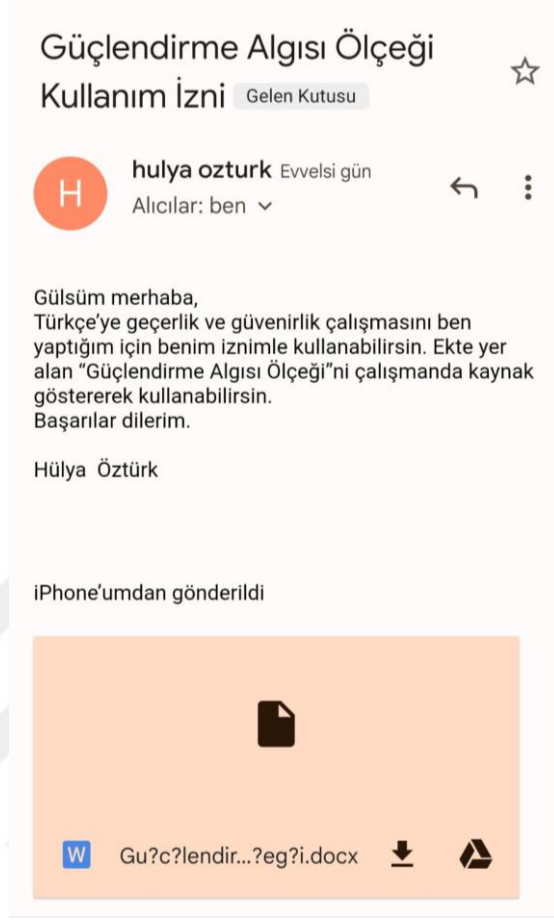 Güçlendirme Algısı Ölçeği
Kullanım İzni Gelen Kutusu
H
hulya ozturk Evvelsi gün
Alıcılar: ben
Gülsüm merhaba,
Türkçe’ye geçerlik ve güvenirlik çalışmasını ben
yaptığım için benim iznimle kullanabilirsin. Ekte yer
alan “Güçlendirme Algısı Ölçeği”ni çalışmanda kaynak
göstererek kullanabilirsin.
Başarılar dilerim.
Hülya Öztürk
iPhone’umdan gönderildi
W Gu?c?lendir...?eg?i.docx